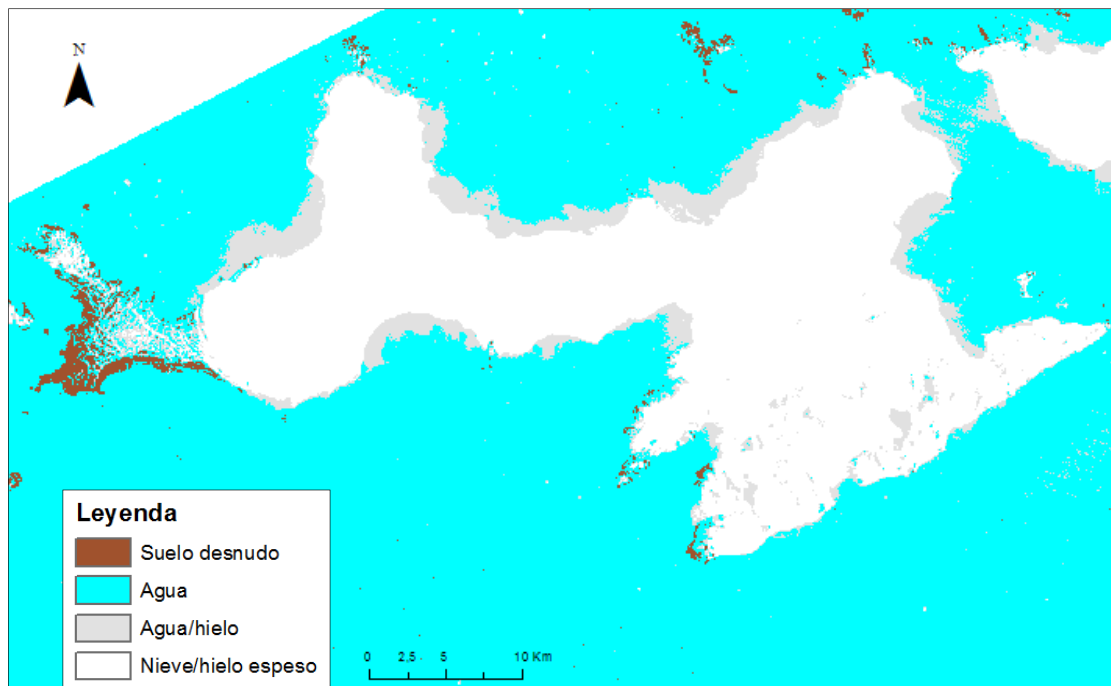 N
Leyenda
Suelo desnudo
Agua
Agua/hielo
Nieve/hielo espeso
0 2,5 5 10 Km